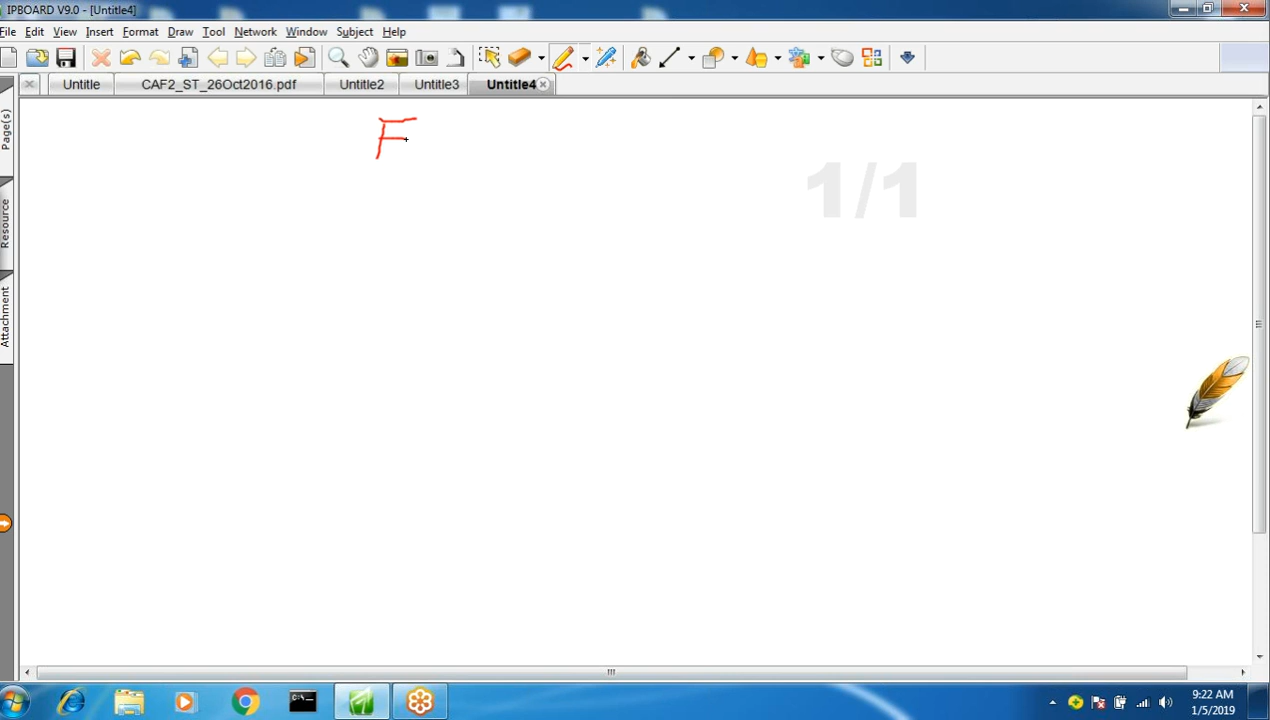 IPBOARD V9.0 - [Untitle4]
File Edit View Insert Format Draw Tool Network Window Subject Help
Untitle CAF2_ST_26Oct2016.pdf Untitle2 Untitle3 Untitle4
Page(s)
Resource
Attachment
F
1/1
C:\_
9:22 AM
1/5/2019